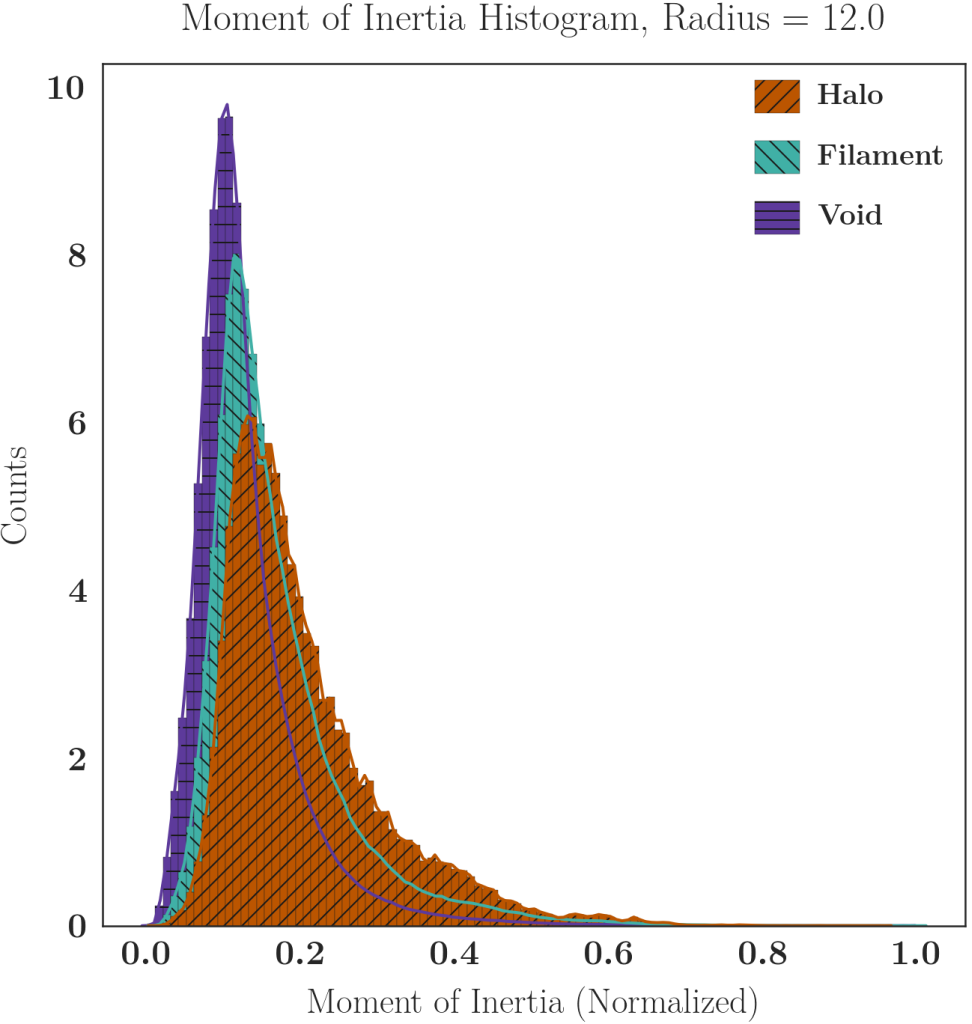 Moment of Inertia Histogram, Radius = 12.0
10
8
6
4
2
0
Counts
Halo
Filament
Void
0.0 0.2 0.4 0.6 0.8 1.0
Moment of Inertia (Normalized)